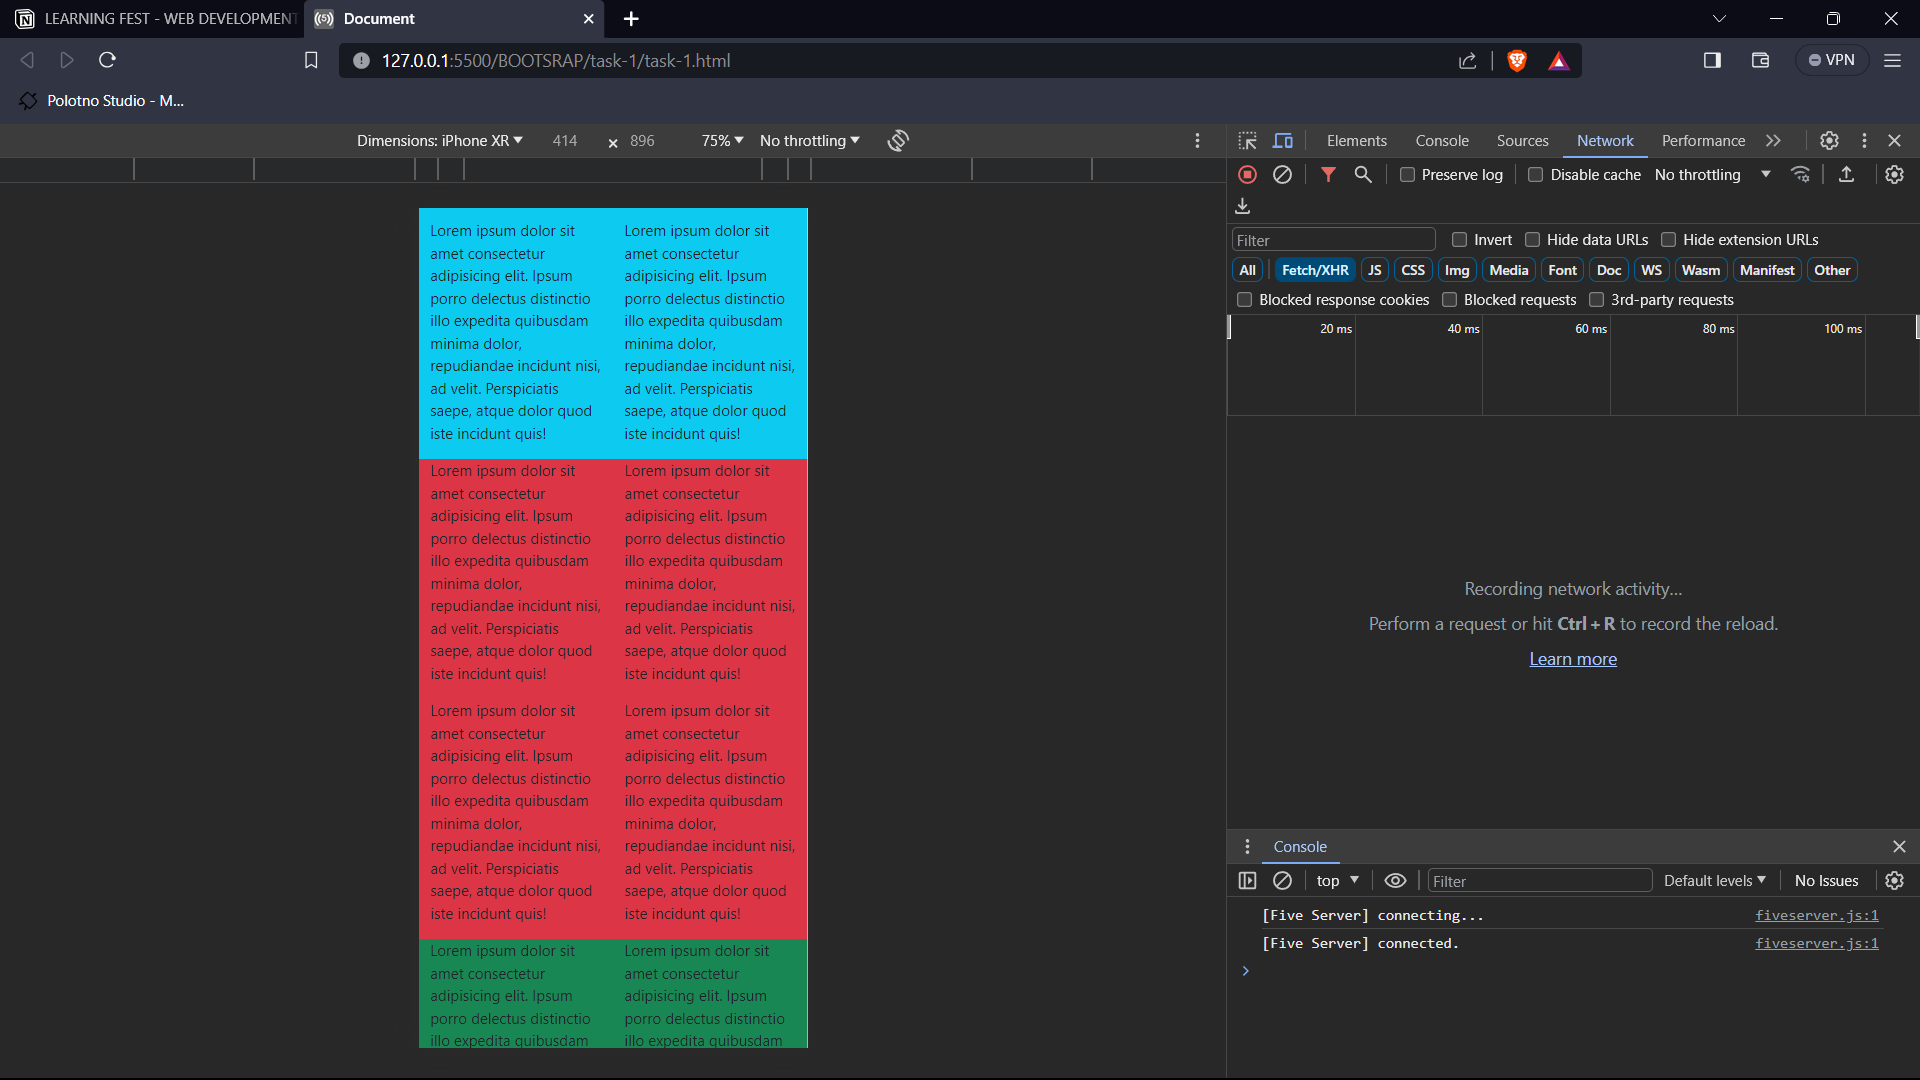 LEARNING FEST - WEB DEVELOPMENT
Document
127.0.0.1:5500/BOOTSRAP/task-1/task-1.html
VPN
Polotno Studio - M...
Dimensions: iPhone XR 414 × 896 75% No throttling
Elements Console Sources Network Performance
Preserve log Disable cache No throttling
Filter Invert Hide data URLs Hide extension URLs
All Fetch/XHR JS CSS Img Media Font Doc WS Wasm Manifest Other
Blocked response cookies Blocked requests 3rd-party requests
20 ms 40 ms 60 ms 80 ms 100 ms
Recording network activity...
Perform a request or hit Ctrl + R to record the reload.
Learn more
Console
top Filter Default levels No Issues
[Five Server] connecting... fiveserver.js:1
[Five Server] connected. fiveserver.js:1
Lorem ipsum dolor sit
amet consectetur
adipisicing elit. Ipsum
porro delectus distinctio
illo expedita quibusdam
minima dolor,
repudiandae incidunt nisi,
ad velit. Perspiciatis
saepe, atque dolor quod
iste incidunt quis!
Lorem ipsum dolor sit
amet consectetur
adipisicing elit. Ipsum
porro delectus distinctio
illo expedita quibusdam
minima dolor,
repudiandae incidunt nisi,
ad velit. Perspiciatis
saepe, atque dolor quod
iste incidunt quis!
Lorem ipsum dolor sit
amet consectetur
adipisicing elit. Ipsum
porro delectus distinctio
illo expedita quibusdam
minima dolor,
repudiandae incidunt nisi,
ad velit. Perspiciatis
saepe, atque dolor quod
iste incidunt quis!
Lorem ipsum dolor sit
amet consectetur
adipisicing elit. Ipsum
porro delectus distinctio
illo expedita quibusdam
minima dolor,
repudiandae incidunt nisi,
ad velit. Perspiciatis
saepe, atque dolor quod
iste incidunt quis!
Lorem ipsum dolor sit
amet consectetur
adipisicing elit. Ipsum
porro delectus distinctio
illo expedita quibusdam
minima dolor,
repudiandae incidunt nisi,
ad velit. Perspiciatis
saepe, atque dolor quod
iste incidunt quis!
Lorem ipsum dolor sit
amet consectetur
adipisicing elit. Ipsum
porro delectus distinctio
illo expedita quibusdam
minima dolor,
repudiandae incidunt nisi,
ad velit. Perspiciatis
saepe, atque dolor quod
iste incidunt quis!
Lorem ipsum dolor sit
amet consectetur
adipisicing elit. Ipsum
porro delectus distinctio
illo expedita quibusdam
Lorem ipsum dolor sit
amet consectetur
adipisicing elit. Ipsum
porro delectus distinctio
illo expedita quibusdam